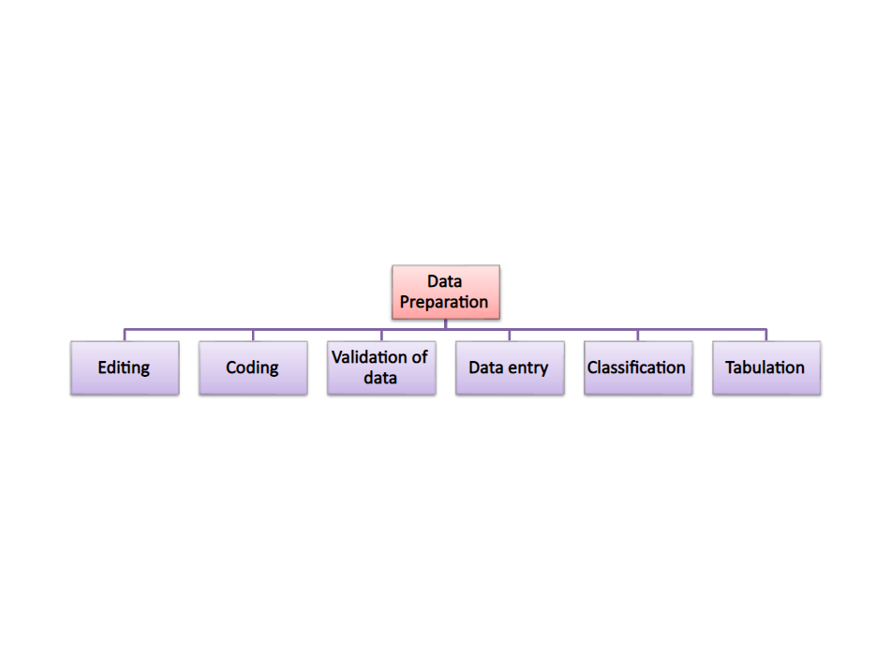 Data
Preparation
Editing
Coding
Validation of
data
Data entry
Classification
Tabulation